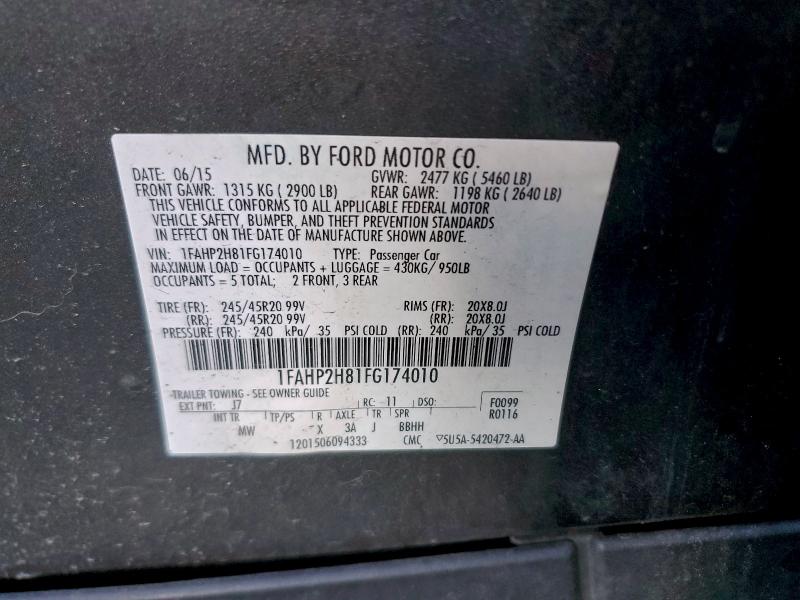 MFD. BY FORD MOTOR CO.
DATE: 06/15 GVWR: 2477 KG ( 5460 LB)
FRONT GAWR: 1315 KG ( 2900 LB) REAR GAWR: 1198 KG ( 2640 LB)
THIS VEHICLE CONFORMS TO ALL APPLICABLE FEDERAL MOTOR
VEHICLE SAFETY, BUMPER, AND THEFT PREVENTION STANDARDS
IN EFFECT ON THE DATE OF MANUFACTURE SHOWN ABOVE.
VIN: 1FAHP2H81FG174010 TYPE: Passenger Car
MAXIMUM LOAD = OCCUPANTS + LUGGAGE = 430KG/ 950LB
OCCUPANTS = 5 TOTAL; 2 FRONT, 3 REAR
TIRE (FR): 245/45R20 99V RIMS (FR): 20X8.0J
(RR): 245/45R20 99V (RR): 20X8.0J
PRESSURE (FR): 240 kPa/ 35 PSI COLD (RR): 240 kPa/ 35 PSI COLD
1FAHP2H81FG174010
TRAILER TOWING - SEE OWNER GUIDE
EXT PNT: J7 RC: 11 DSO: F0099
INT TR TP/PS R AXLE TR SPR R0116
MW X 3A J BBHH
1201506094333 CMC ▽5U5A-5420472-AA